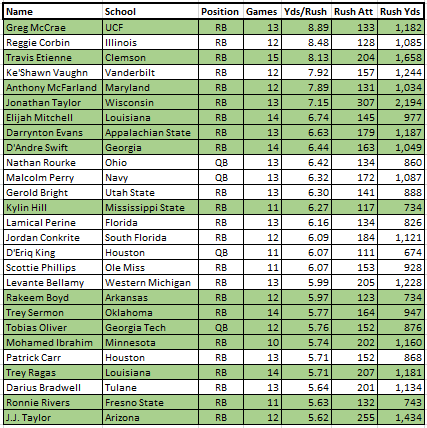 Name School Position Games Yds/Rush Rush Att Rush Yds
Greg McCrae UCF RB 13 8.89 133 1,182
Reggie Corbin Illinois RB 12 8.48 128 1,085
Travis Etienne Clemson RB 15 8.13 204 1,658
Ke'Shawn Vaughn Vanderbilt RB 12 7.92 157 1,244
Anthony McFarland Maryland RB 12 7.89 131 1,034
Jonathan Taylor Wisconsin RB 13 7.15 307 2,194
Elijah Mitchell Louisiana RB 14 6.74 145 977
Darrynton Evans Appalachian State RB 13 6.63 179 1,187
D'Andre Swift Georgia RB 14 6.44 163 1,049
Nathan Rourke Ohio QB 13 6.42 134 860
Malcolm Perry Navy QB 13 6.32 172 1,087
Gerold Bright Utah State RB 13 6.30 141 888
Kylin Hill Mississippi State RB 11 6.27 117 734
Lamical Perine Florida RB 13 6.16 134 826
Jordan Conkrite South Florida RB 12 6.09 184 1,121
D'Eriq King Houston QB 11 6.07 111 674
Scottie Phillips Ole Miss RB 11 6.07 153 928
Levante Bellamy Western Michigan RB 13 5.99 205 1,228
Rakeem Boyd Arkansas RB 12 5.97 123 734
Trey Sermon Oklahoma RB 14 5.77 164 947
Tobias Oliver Georgia Tech QB 12 5.76 152 876
Mohamed Ibrahim Minnesota RB 10 5.74 202 1,160
Patrick Carr Houston RB 13 5.71 152 868
Trey Ragas Louisiana RB 14 5.71 207 1,181
Darius Bradwell Tulane RB 13 5.64 201 1,134
Ronnie Rivers Fresno State RB 11 5.63 132 743
J.J. Taylor Arizona RB 12 5.62 255 1,434